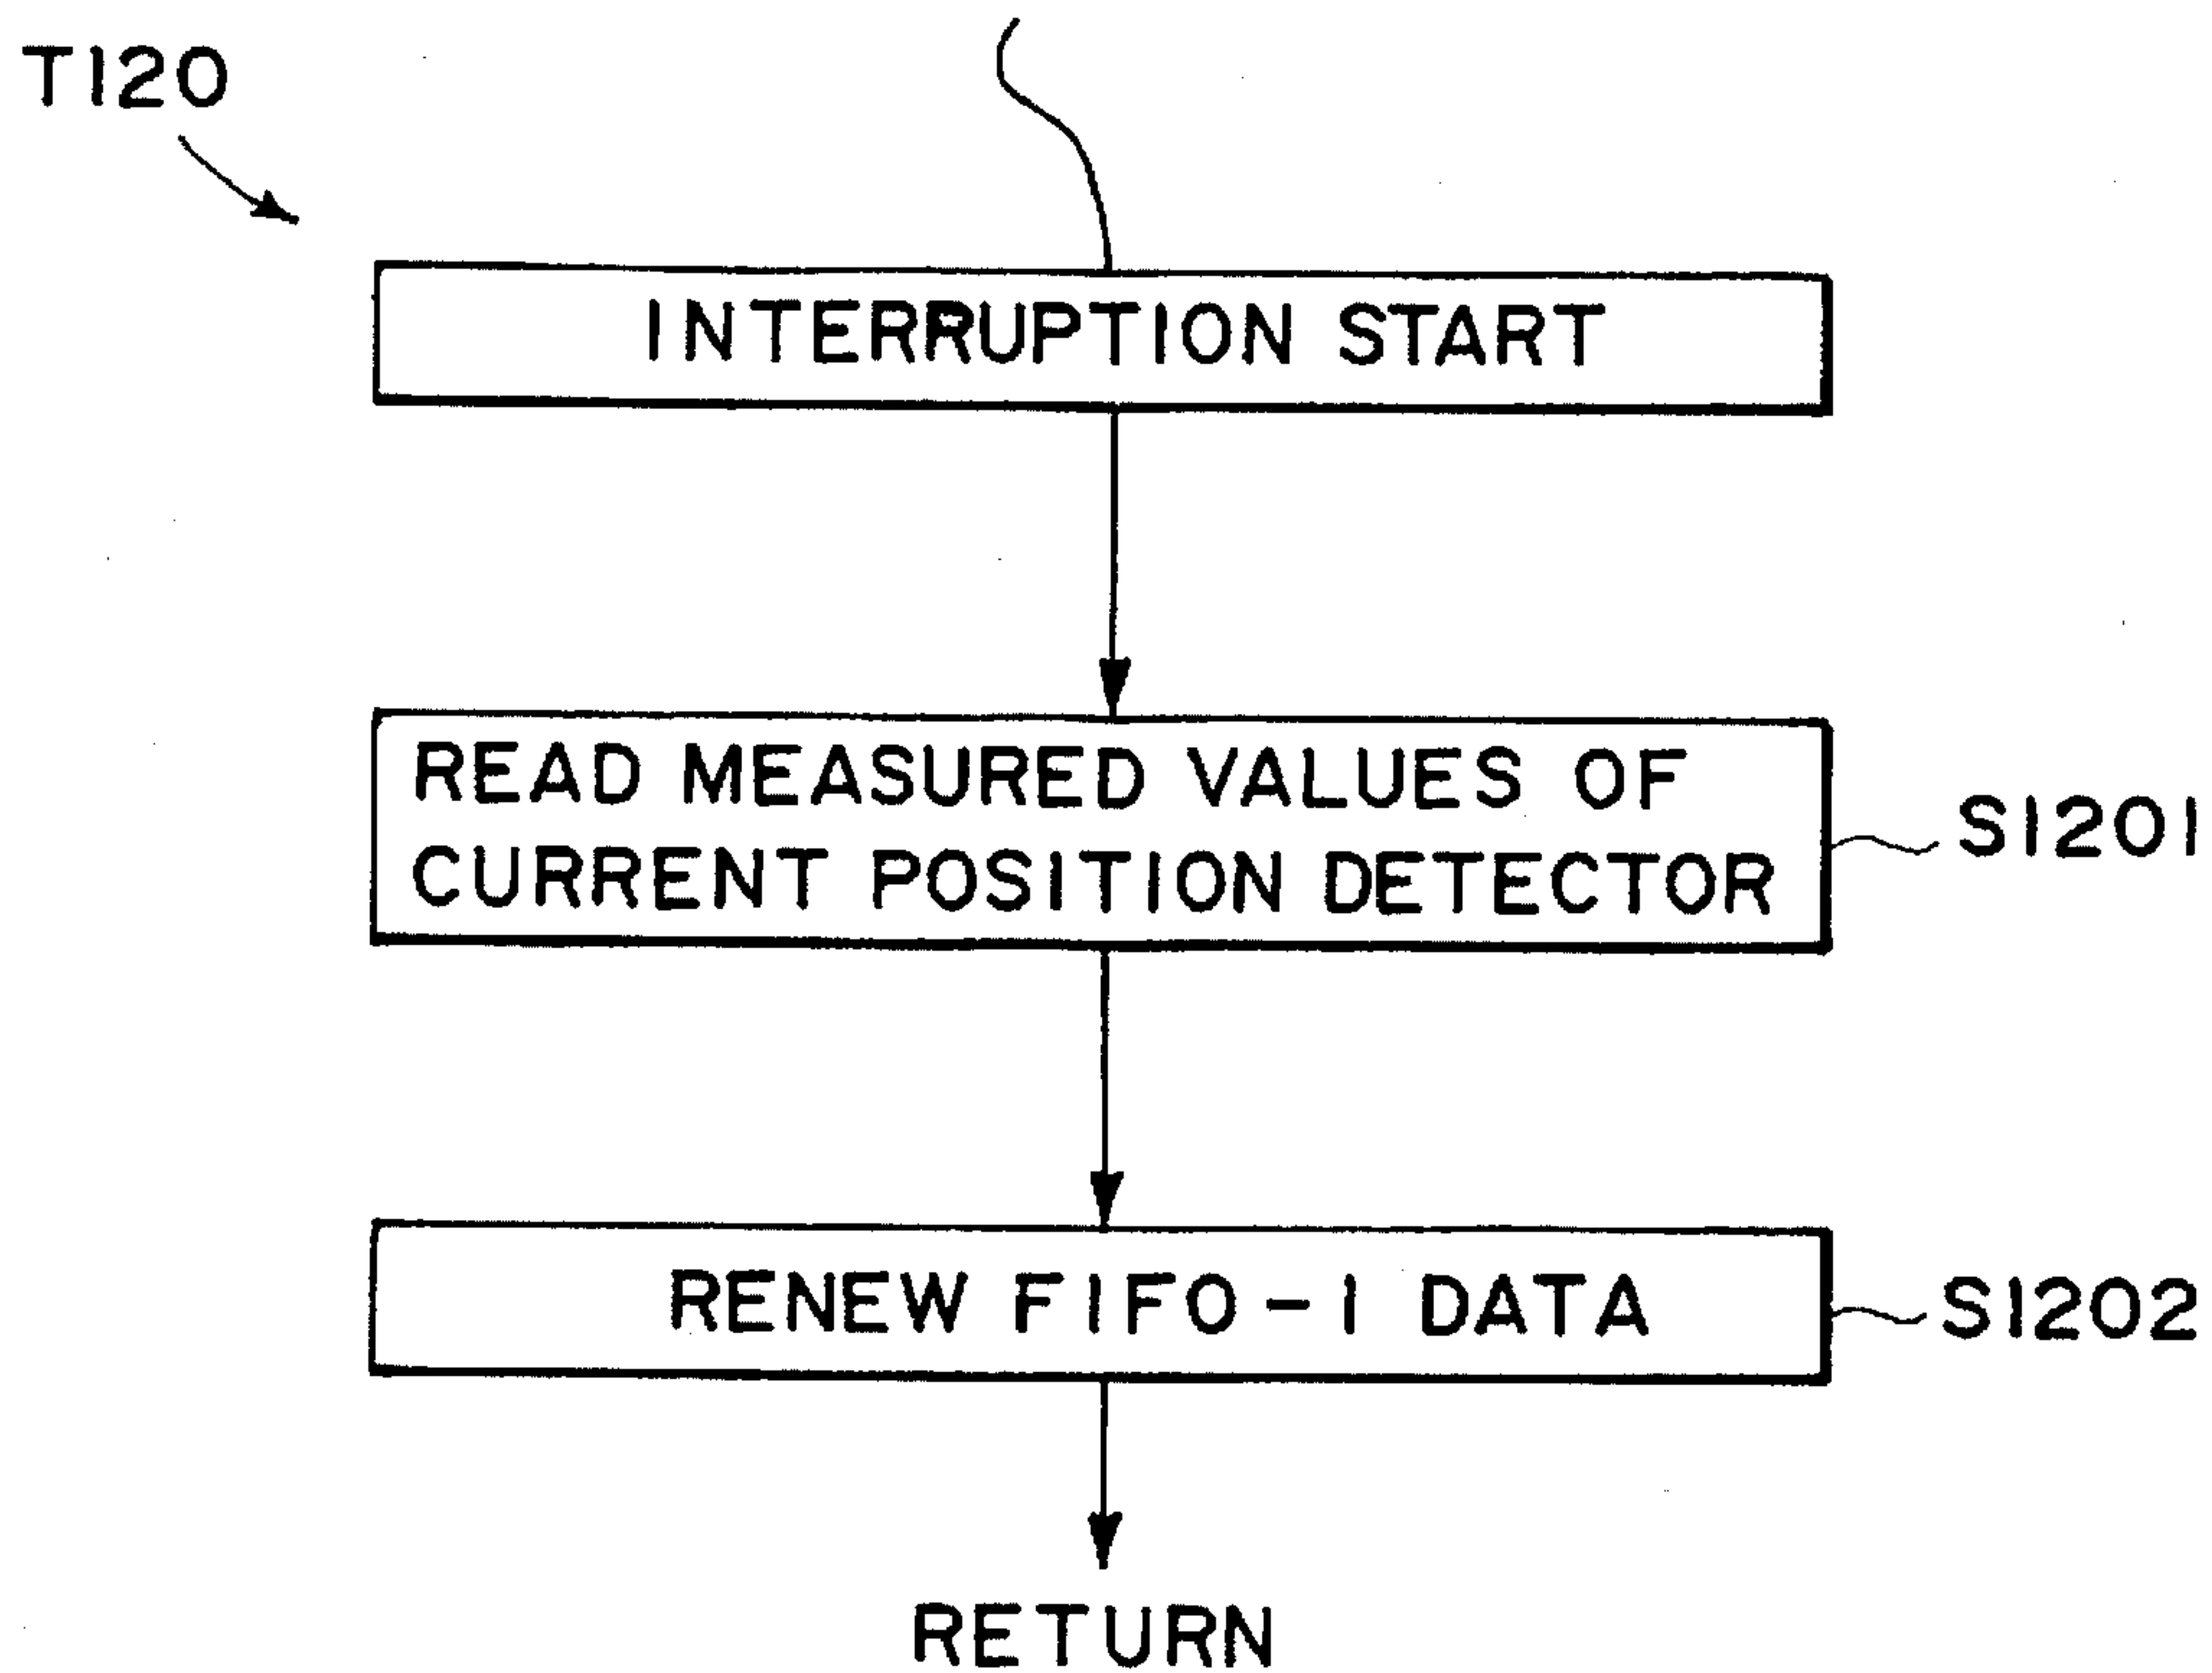 T120
INTERRUPTION START
READ MEASURED VALUES OF
CURRENT POSITION DETECTOR
S1201
RENEW FIFO-1 DATA
S1202
RETURN